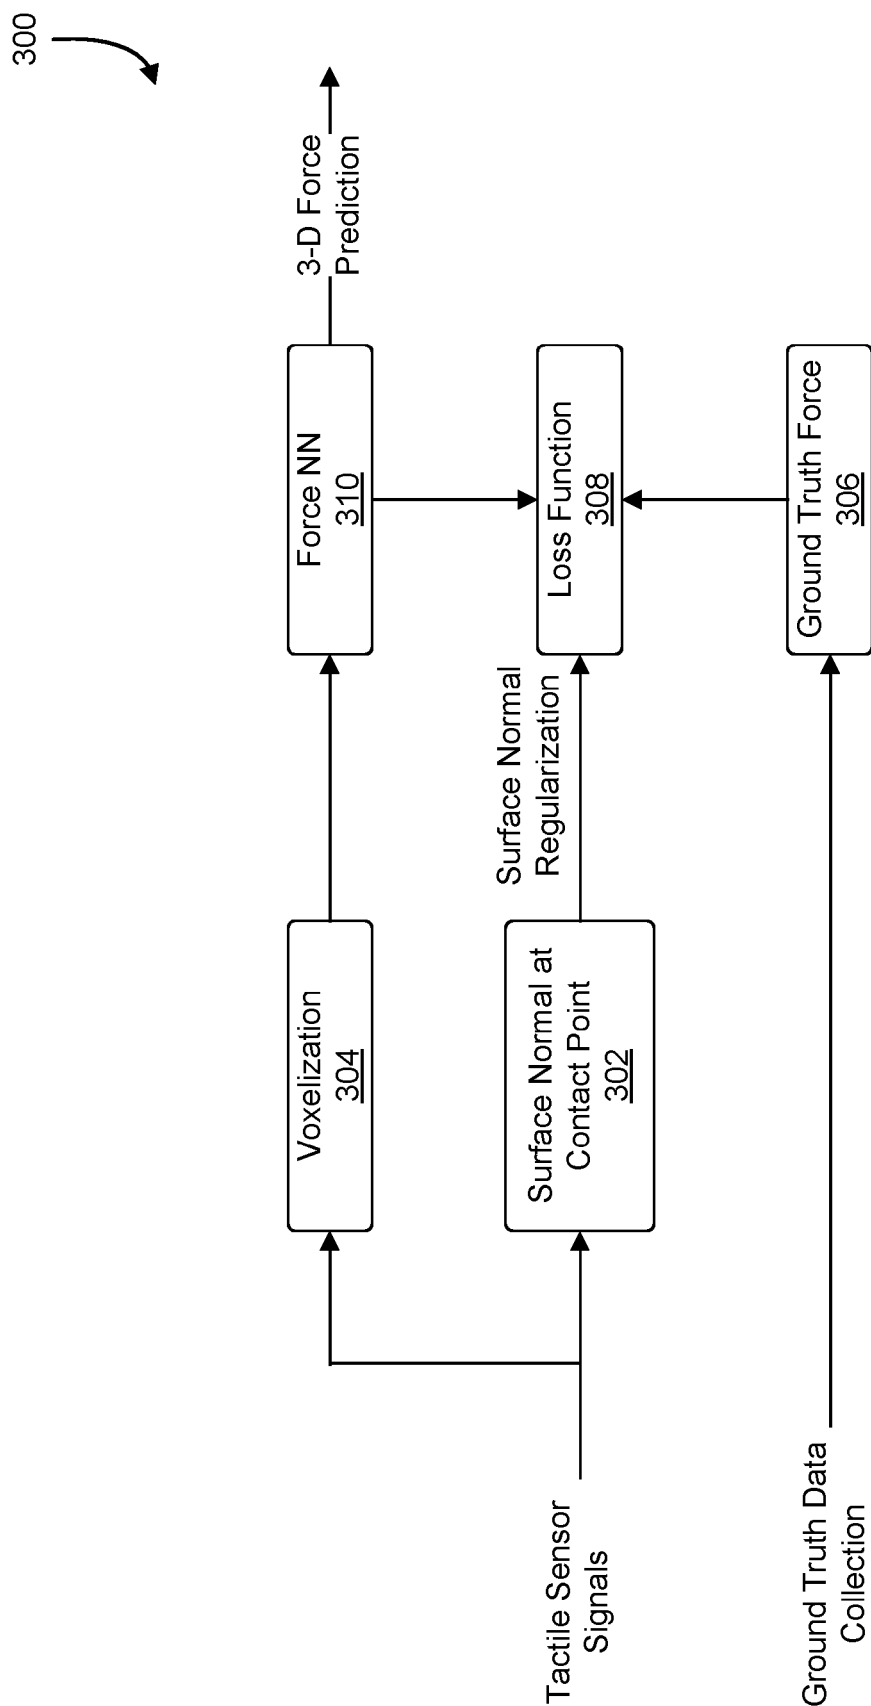 300
3-D Force
Prediction
Force NN
310
Loss Function
308
Ground Truth Force
306
Surface Normal
Regularization
Voxelization
304
Surface Normal at
Contact Point
302
Tactile Sensor
Signals
Ground Truth Data
Collection